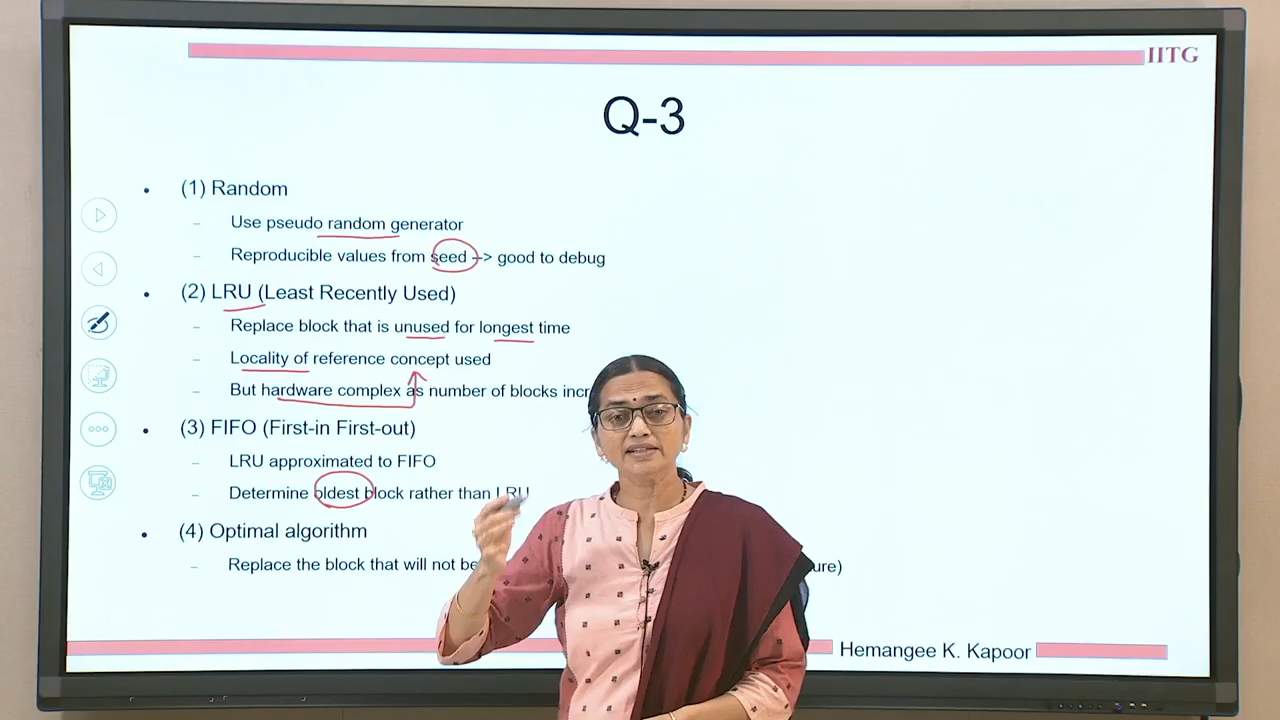 IITG
Q-3
• (1) Random
– Use pseudo random generator
– Reproducible values from seed --> good to debug
• (2) LRU (Least Recently Used)
– Replace block that is unused for longest time
– Locality of reference concept used
– But hardware complex as number of blocks incr
• (3) FIFO (First-in First-out)
– LRU approximated to FIFO
– Determine oldest block rather than LRU
• (4) Optimal algorithm
– Replace the block that will not be ure)
Hemangee K. Kapoor